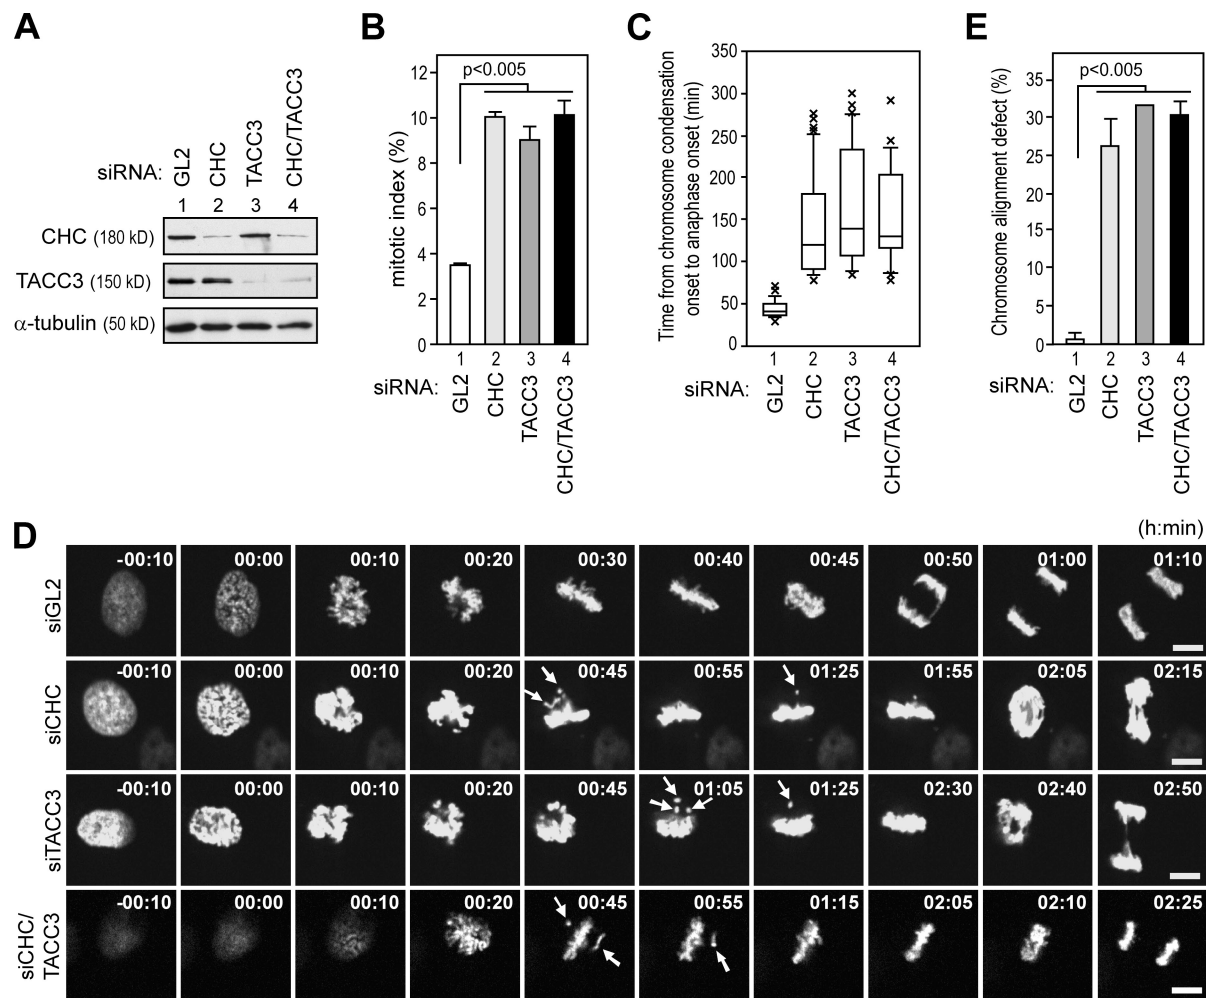 A
siRNA:
GL2
CHC
TACC3
CHC/TACC3
1 2 3 4
CHC (180 kD)
TACC3 (150 kD)
α-tubulin (50 kD)
B
mitotic index (%)
12
10
8
6
4
2
0
p<0.005
1 2 3 4
siRNA:
GL2
CHC
TACC3
CHC/TACC3
C
Time from chromosome condensation
onset to anaphase onset (min)
350
300
250
200
150
100
50
0
1 2 3 4
siRNA:
GL2
CHC
TACC3
CHC/TACC3
E
Chromosome alignment defect (%)
35
30
25
20
15
10
5
0
p<0.005
1 2 3 4
siRNA:
GL2
CHC
TACC3
CHC/TACC3
D
(h:min)
siGL2
-00:10 00:00 00:10 00:20 00:30 00:40 00:45 00:50 01:00 01:10
siCHC
-00:10 00:00 00:10 00:20 00:45 00:55 01:25 01:55 02:05 02:15
siTACC3
-00:10 00:00 00:10 00:20 00:45 01:05 01:25 02:30 02:40 02:50
siCHC/
TACC3
-00:10 00:00 00:10 00:20 00:45 00:55 01:15 02:05 02:10 02:25